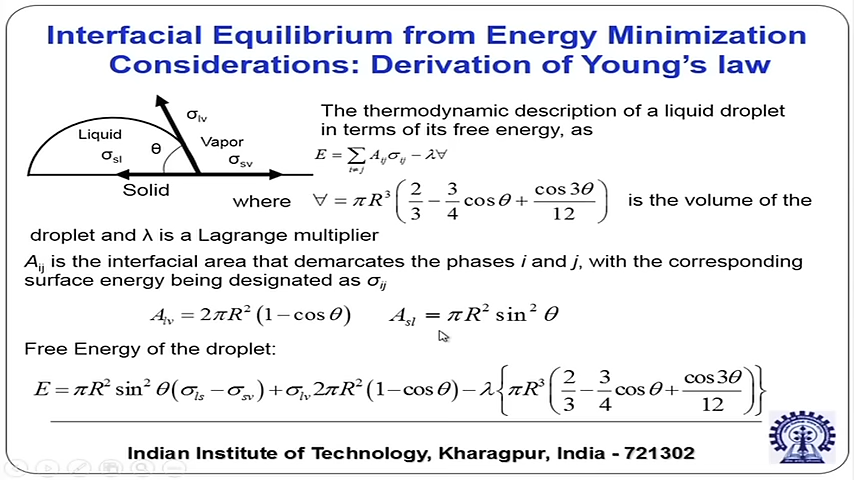 Interfacial Equilibrium from Energy Minimization
Considerations: Derivation of Young's law
σlv
Liquid
θ
Vapor
σsl
σsv
Solid
The thermodynamic description of a liquid droplet
in terms of its free energy, as
E = ∑i≠j Aijσij − λ∀
where ∀ = πR³(2/3 − 3/4 cosθ + cos3θ/12) is the volume of the
droplet and λ is a Lagrange multiplier
Aij is the interfacial area that demarcates the phases i and j, with the corresponding
surface energy being designated as σij
Alv = 2πR²(1−cosθ) Asl = πR² sin²θ
Free Energy of the droplet:
E = πR² sin²θ(σls − σsv) + σlv2πR²(1−cosθ) − λ{πR³(2/3 − 3/4 cosθ + cos3θ/12)}
Indian Institute of Technology, Kharagpur, India - 721302